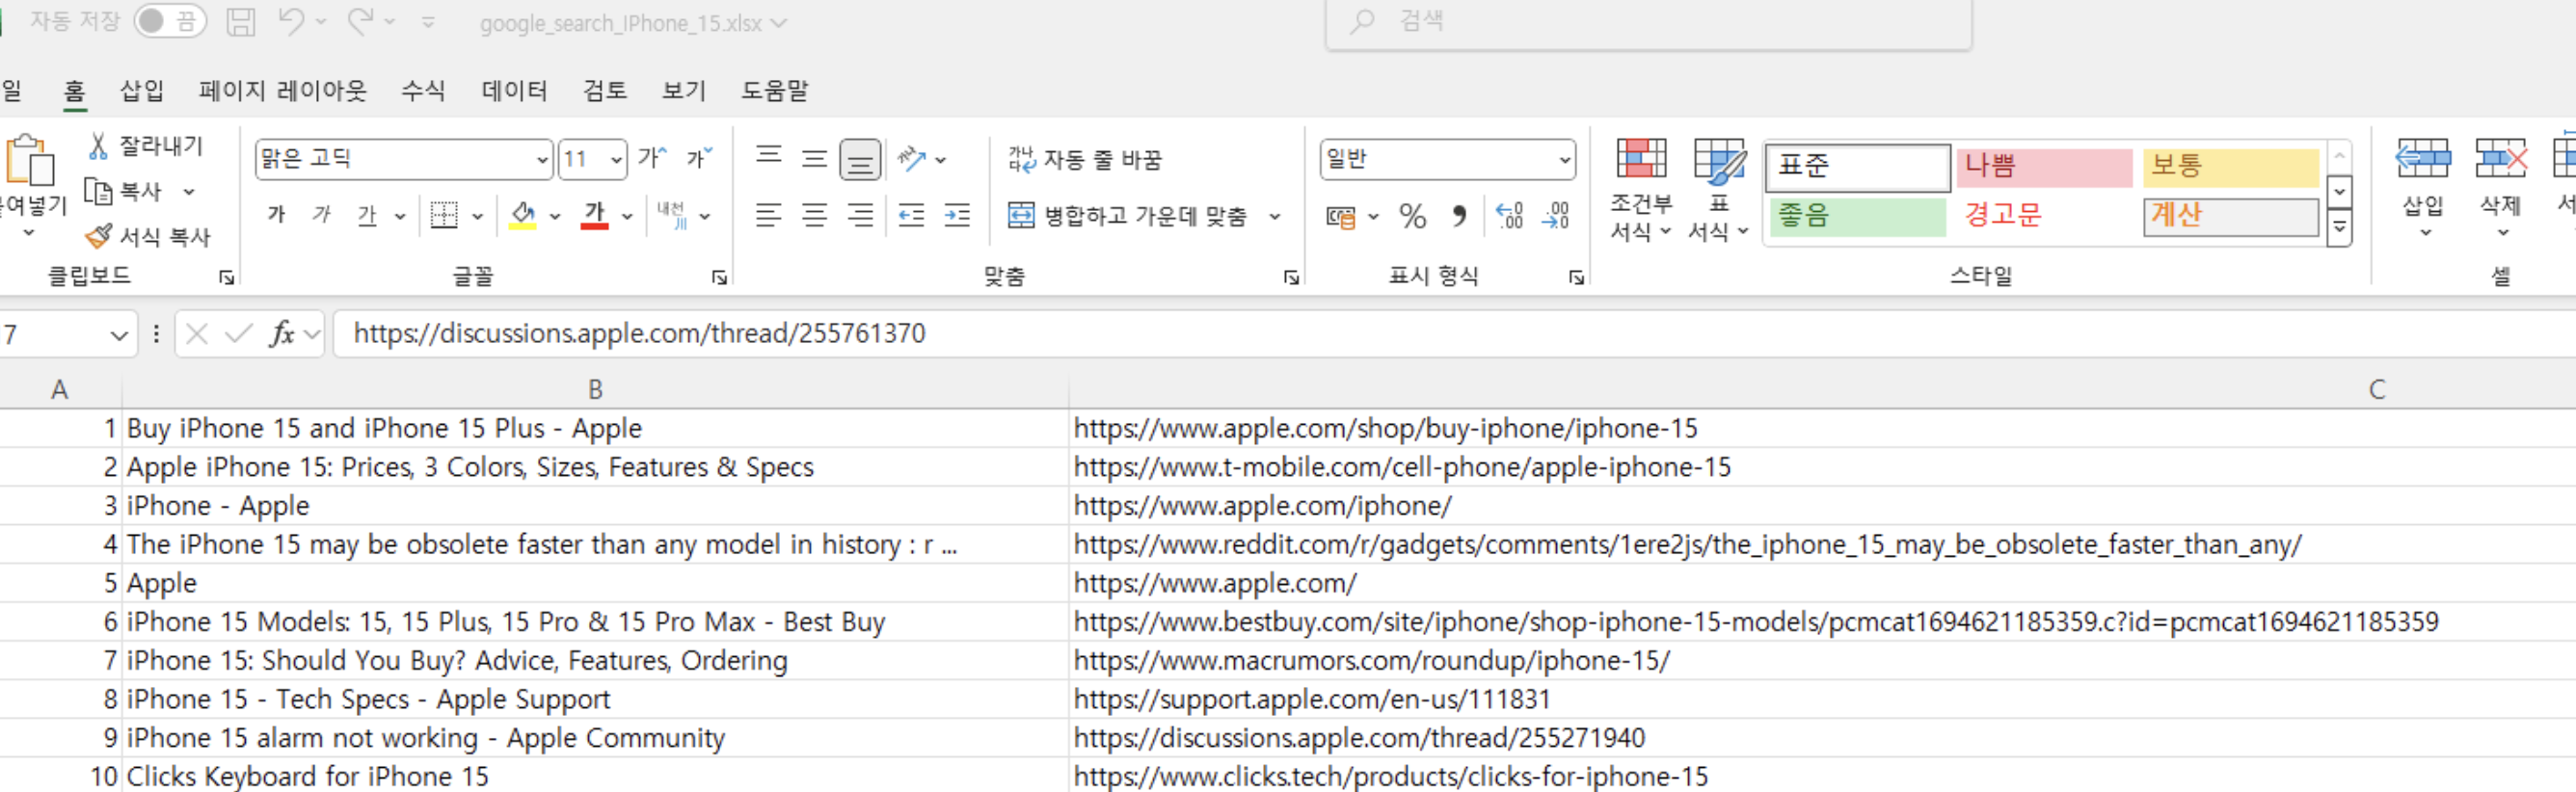 자동 저장 끔 google_search_IPhone_15.xlsx 검색
일 홈 삽입 페이지 레이아웃 수식 데이터 검토 보기 도움말
여넣기 잘라내기 복사 서식 복사
클립보드
맑은 고딕 11 가 가
가 가 가 가 내천
글꼴
가나다 자동 줄 바꿈
병합하고 가운데 맞춤
맞춤
일반
% 9 .00 .00
표시 형식
조건부 서식 표 서식
표준 나쁨 보통
좋음 경고문 계산
스타일
삽입 삭제 서
셀
7 fx https://discussions.apple.com/thread/255761370
A B C
1 Buy iPhone 15 and iPhone 15 Plus - Apple https://www.apple.com/shop/buy-iphone/iphone-15
2 Apple iPhone 15: Prices, 3 Colors, Sizes, Features & Specs https://www.t-mobile.com/cell-phone/apple-iphone-15
3 iPhone - Apple https://www.apple.com/iphone/
4 The iPhone 15 may be obsolete faster than any model in history : r ... https://www.reddit.com/r/gadgets/comments/1ere2js/the_iphone_15_may_be_obsolete_faster_than_any/
5 Apple https://www.apple.com/
6 iPhone 15 Models: 15, 15 Plus, 15 Pro & 15 Pro Max - Best Buy https://www.bestbuy.com/site/iphone/shop-iphone-15-models/pcmcat1694621185359.c?id=pcmcat1694621185359
7 iPhone 15: Should You Buy? Advice, Features, Ordering https://www.macrumors.com/roundup/iphone-15/
8 iPhone 15 - Tech Specs - Apple Support https://support.apple.com/en-us/111831
9 iPhone 15 alarm not working - Apple Community https://discussions.apple.com/thread/255271940
10 Clicks Keyboard for iPhone 15 https://www.clicks.tech/products/clicks-for-iphone-15